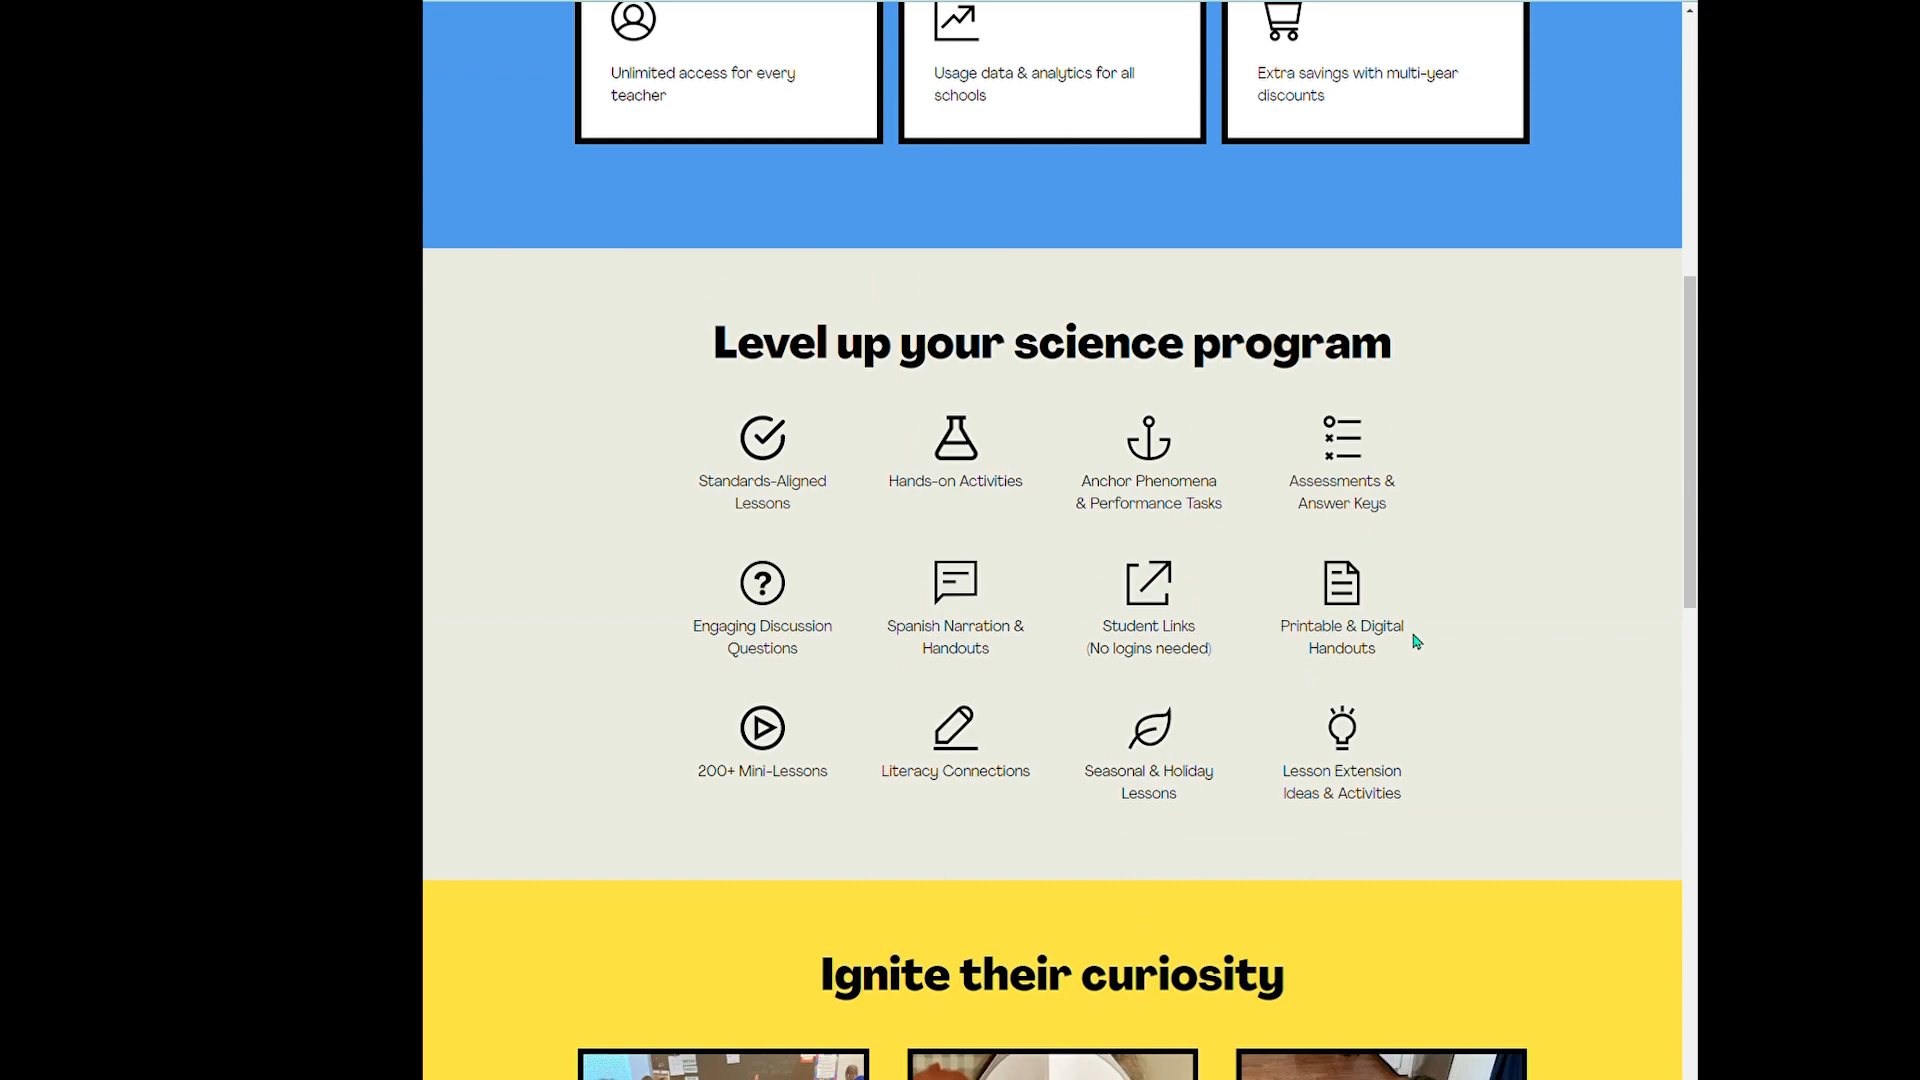 Unlimited access for every
teacher
Usage data & analytics for all
schools
Extra savings with multi-year
discounts
Level up your science program
Standards-Aligned
Lessons
Hands-on Activities
Anchor Phenomena
& Performance Tasks
Assessments &
Answer Keys
Engaging Discussion
Questions
Spanish Narration &
Handouts
Student Links
(No logins needed)
Printable & Digital
Handouts
200+ Mini-Lessons
Literacy Connections
Seasonal & Holiday
Lessons
Lesson Extension
Ideas & Activities
Ignite their curiosity